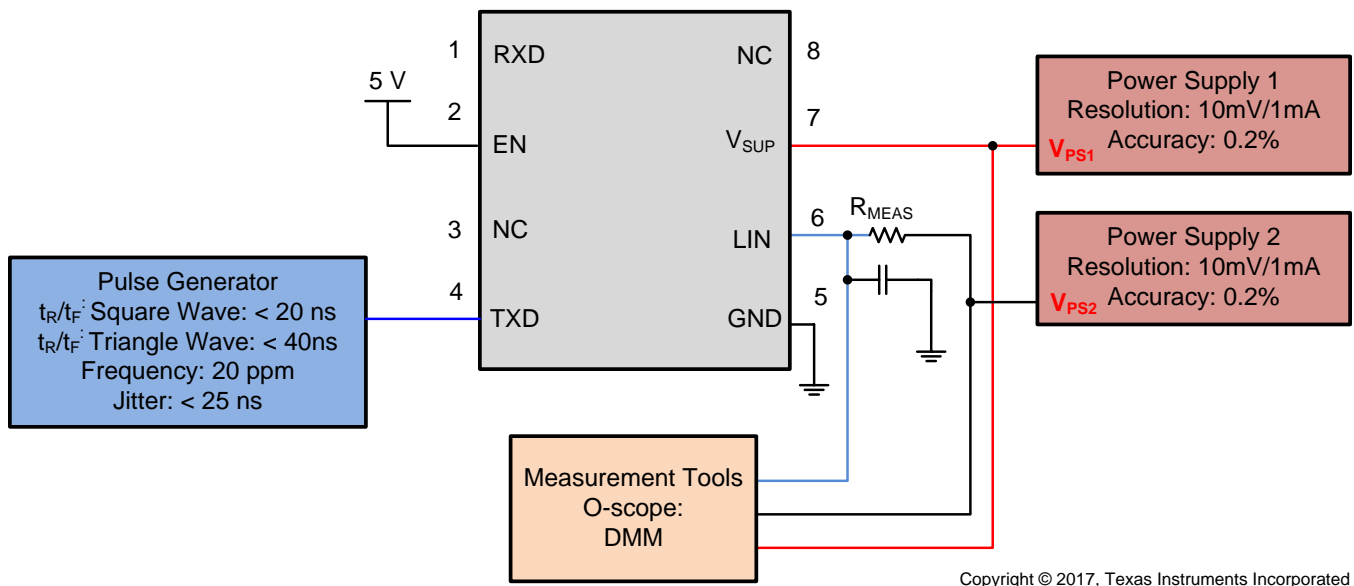 1
RXD
NC
8
5 V
2
EN
7
VSUP
3
NC
6
LIN
RMEAS
4
TXD
5
GND
Power Supply 1
Resolution: 10mV/1mA
Accuracy: 0.2%
VPS1
Power Supply 2
Resolution: 10mV/1mA
Accuracy: 0.2%
VPS2
Pulse Generator
tR/tF: Square Wave: < 20 ns
tR/tF: Triangle Wave: < 40ns
Frequency: 20 ppm
Jitter: < 25 ns
Measurement Tools
O-scope:
DMM
Copyright © 2017, Texas Instruments Incorporated